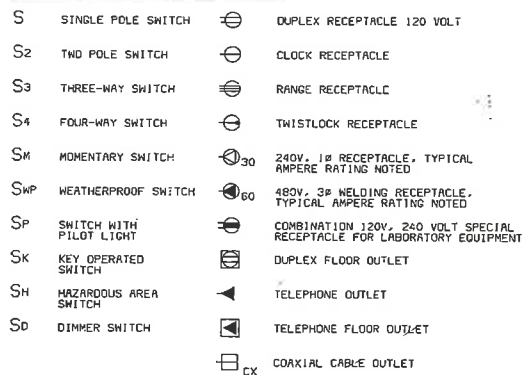 S SINGLE POLE SWITCH DUPLEX RECEPTACLE 120 VOLT
S2 TWO POLE SWITCH CLOCK RECEPTACLE
S3 THREE-WAY SWITCH RANGE RECEPTACLE
S4 FOUR-WAY SWITCH TWISTLOCK RECEPTACLE
SM MOMENTARY SWITCH 30 240V. 1Ø RECEPTACLE. TYPICAL
AMPERE RATING NOTED
SWP WEATHERPROOF SWITCH 60 480V. 3Ø WELDING RECEPTACLE.
TYPICAL AMPERE RATING NOTED
SP SWITCH WITH
PILOT LIGHT
COMBINATION 120V. 240 VOLT SPECIAL
RECEPTACLE FOR LABORATORY EQUIPMENT
SK KEY OPERATED
SWITCH
DUPLEX FLOOR OUTLET
SH HAZARDOUS AREA
SWITCH
TELEPHONE OUTLET
SD DIMMER SWITCH TELEPHONE FLOOR OUTLET
CX COAXIAL CABLE OUTLET